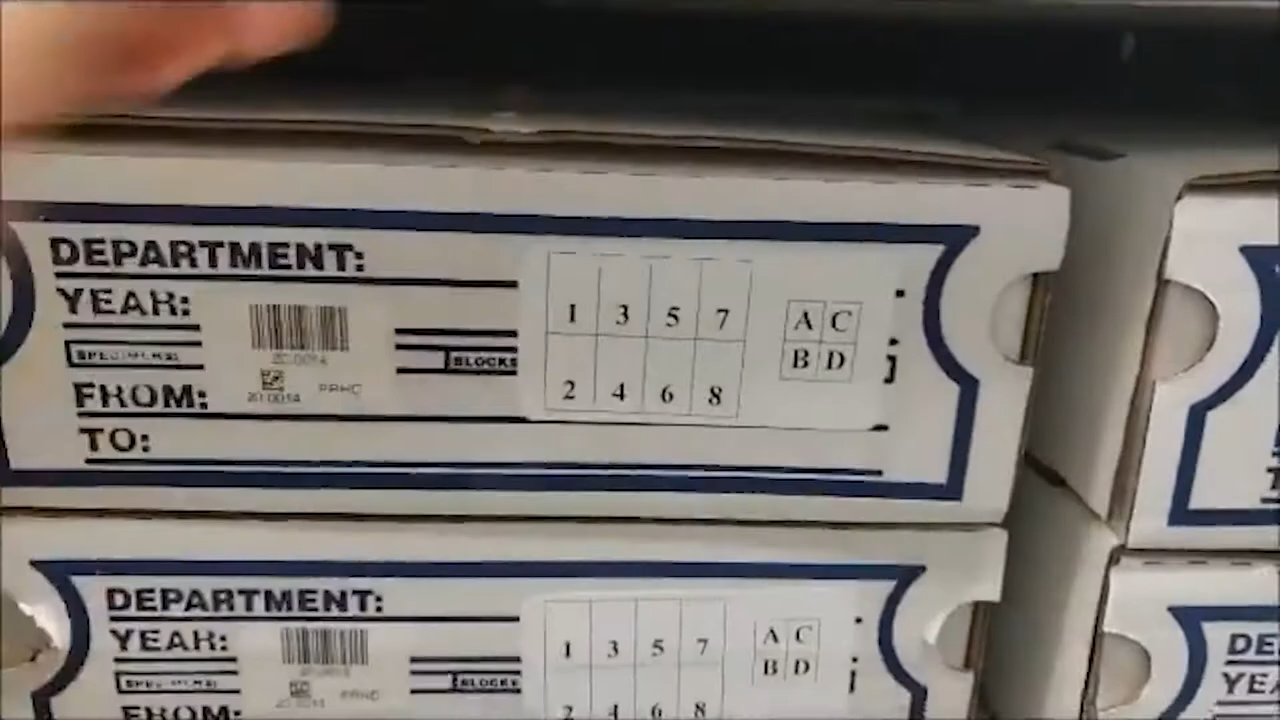 DEPARTMENT:
YEAR:
BLOCKS
FROM:
TO:
1 3 5 7
2 4 6 8
A C
B D
DEPARTMENT:
YEAR:
BLOCKS
FROM:
1 3 5 7
2 4 6 8
A C
B D
DE
YEA